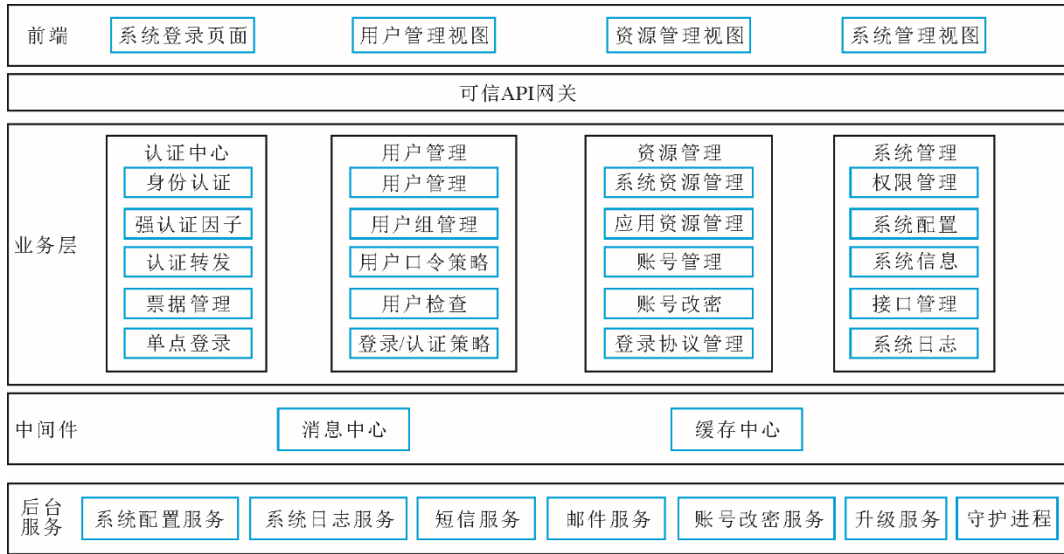 前端 系统登录页面 用户管理视图 资源管理视图 系统管理视图
可信API网关
业务层
认证中心
身份认证
强认证因子
认证转发
票据管理
单点登录
用户管理
用户管理
用户组管理
用户口令策略
用户检查
登录/认证策略
资源管理
系统资源管理
应用资源管理
账号管理
账号改密
登录协议管理
系统管理
权限管理
系统配置
系统信息
接口管理
系统日志
中间件 消息中心 缓存中心
后台
服务
系统配置服务 系统日志服务 短信服务 邮件服务 账号改密服务 升级服务 守护进程